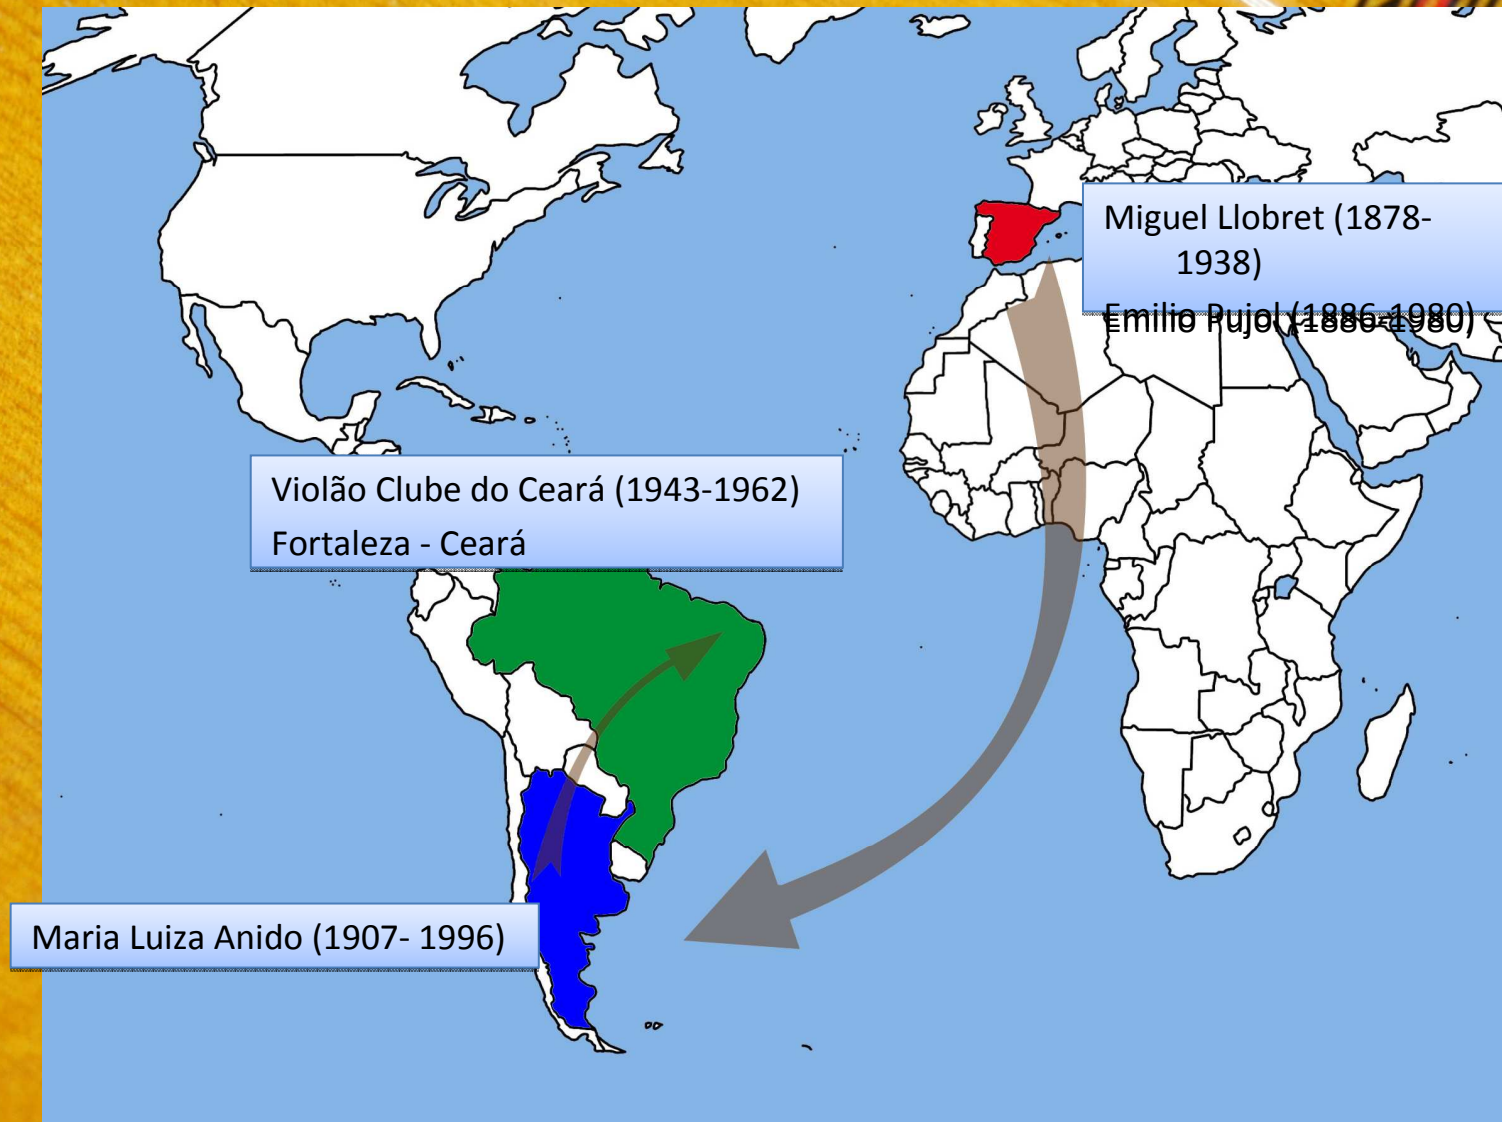 Miguel Llobret (1878-
1938)
Emilio Pujol (1886-1980)
Violão Clube do Ceará (1943-1962)
Fortaleza - Ceará
Maria Luiza Anido (1907- 1996)